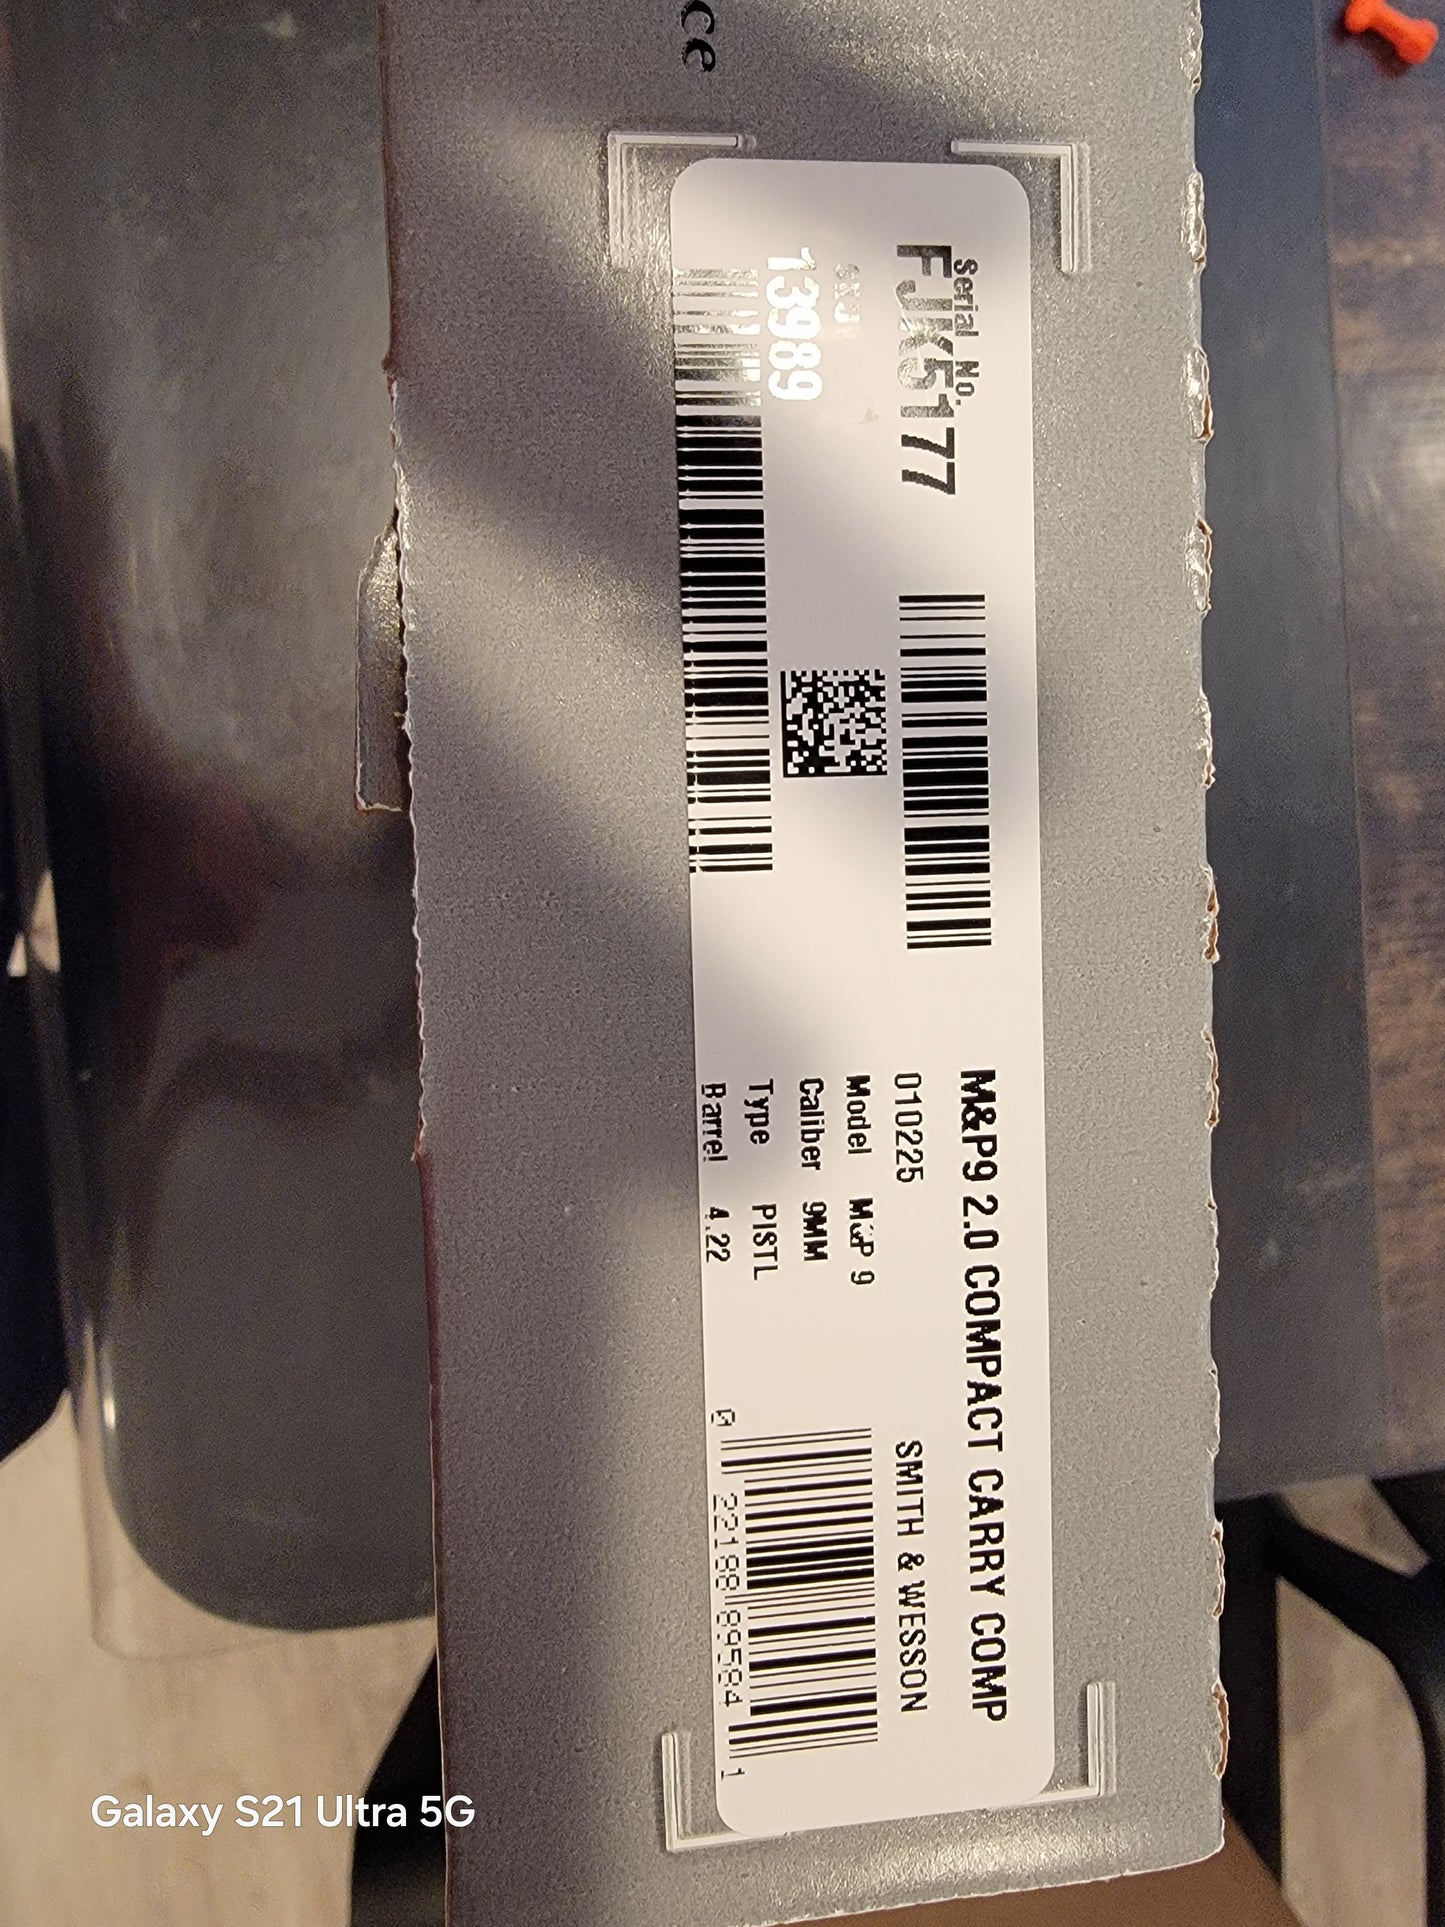 ce
Serial No.
FJK5177
SKU
13989
M&P9 2.0 COMPACT CARRY COMP
010225 SMITH & WESSON
Model M&P 9
Caliber 9MM
Type PISTL
Barrel 4.22
0 22188 89584 1
Galaxy S21 Ultra 5G